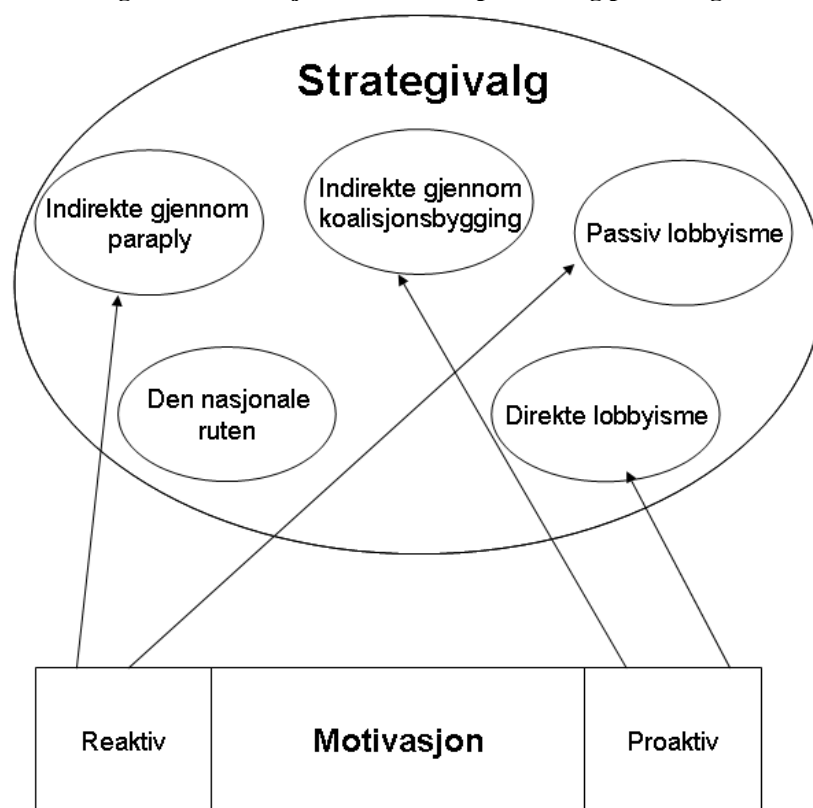 Strategivalg
Indirekte gjennom
paraply
Indirekte gjennom
koalisjonsbygging
Passiv lobbyisme
Den nasjonale
ruten
Direkte lobbyisme
Reaktiv
Motivasjon
Proaktiv